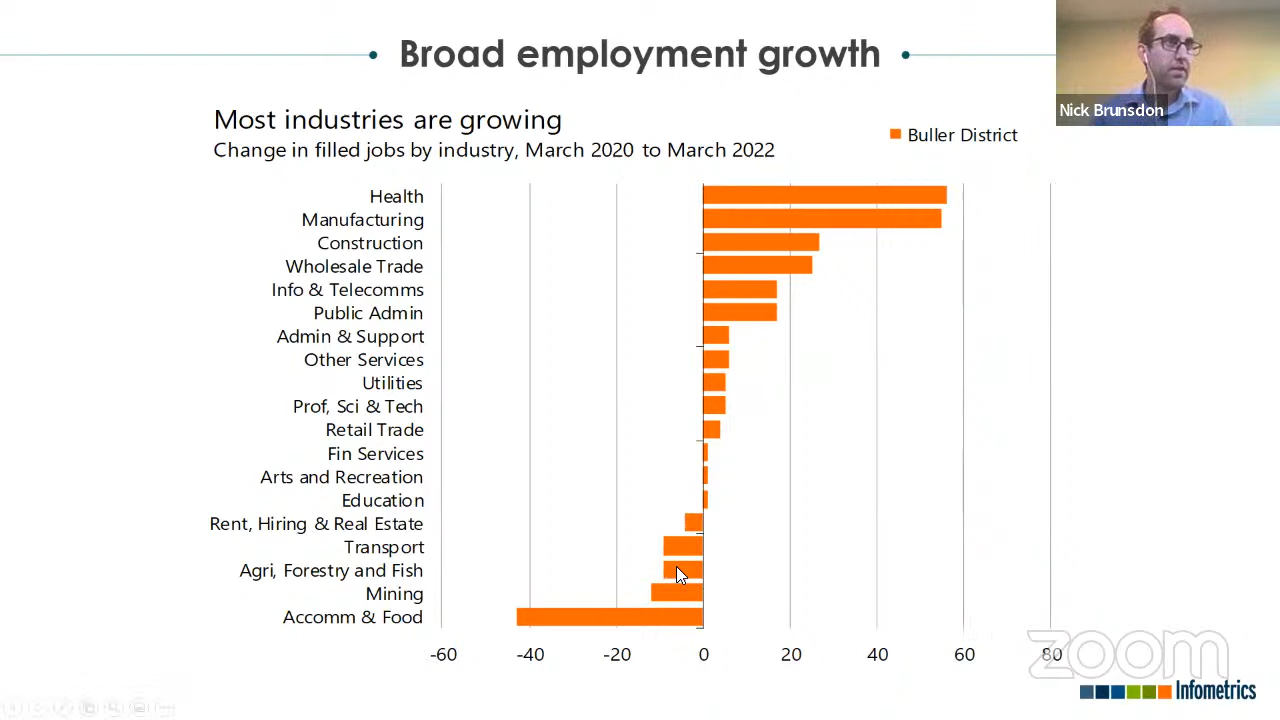 Broad employment growth
Nick Brunsdon
Most industries are growing
Change in filled jobs by industry, March 2020 to March 2022
Buller District
Health
Manufacturing
Construction
Wholesale Trade
Info & Telecomms
Public Admin
Admin & Support
Other Services
Utilities
Prof, Sci & Tech
Retail Trade
Fin Services
Arts and Recreation
Education
Rent, Hiring & Real Estate
Transport
Agri, Forestry and Fish
Mining
Accomm & Food
-60 -40 -20 0 20 40 60 80
zoom
Infometrics